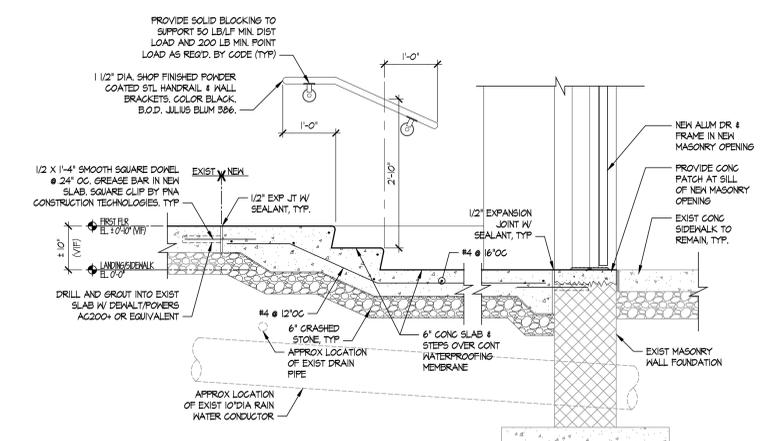 PROVIDE SOLID BLOCKING TO
SUPPORT 50 LB/LF MIN. DIST
LOAD AND 200 LB MIN. POINT
LOAD AS REQ'D. BY CODE (TYP)
1'-0"
1 1/2" DIA. SHOP FINISHED POWDER
COATED STL HANDRAIL & WALL
BRACKETS. COLOR BLACK.
B.O.D. JULIUS BLUM 386.
1'-0"
2'-10"
NEW ALUM DR &
FRAME IN NEW
MASONRY OPENING
1/2 X 1'-4" SMOOTH SQUARE DOWEL
@ 24" OC. GREASE BAR IN NEW
SLAB. SQUARE CLIP BY PNA
CONSTRUCTION TECHNOLOGIES. TYP
EXIST
NEW
1/2" EXP JT W/
SEALANT, TYP.
1/2" EXPANSION
JOINT W/
SEALANT, TYP
PROVIDE CONC
PATCH AT SILL
OF NEW MASONRY
OPENING
EXIST CONC
SIDEWALK TO
REMAIN, TYP.
FIRST FLR
EL. ± 0'-10" (VIF)
± 10"
(VIF)
LANDING/SIDEWALK
EL. 0'-0"
#4 @ 16"OC
DRILL AND GROUT INTO EXIST
SLAB W/ DEWALT/POWERS
AC200+ OR EQUIVALENT
#4 @ 12"OC
6" CRASHED
STONE, TYP
APPROX LOCATION
OF EXIST DRAIN
PIPE
6" CONC SLAB &
STEPS OVER CONT
WATERPROOFING
MEMBRANE
EXIST MASONRY
WALL FOUNDATION
APPROX LOCATION
OF EXIST 10"DIA RAIN
WATER CONDUCTOR